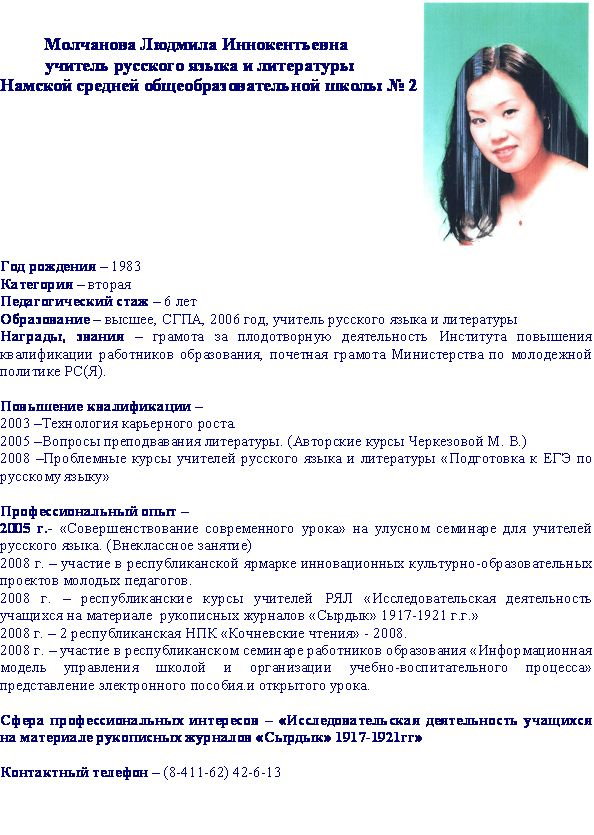 Молчанова Людмила Иннокентьевна
учитель русского языка и литературы
Намской средней общеобразовательной школы № 2
Год рождения – 1983
Категория – вторая
Педагогический стаж – 6 лет
Образование – высшее, СГПА, 2006 год, учитель русского языка и литературы
Награды, звания – грамота за плодотворную деятельность Института повышения
квалификации работников образования, почетная грамота Министерства по молодежной
политике РС(Я).
Повышение квалификации –
2003 –Технология карьерного роста.
2005 –Вопросы преподвавания литературы. (Авторские курсы Черкезовой М. В.)
2008 –Проблемные курсы учителей русского языка и литературы «Подготовка к ЕГЭ по
русскому языку»
Профессиональный опыт –
2005 г.- «Совершенствование современного урока» на улусном семинаре для учителей
русского языка. (Внеклассное занятие)
2008 г. – участие в республиканской ярмарке инновационных культурно-образовательных
проектов молодых педагогов.
2008 г. – республиканские курсы учителей РЯЛ «Исследовательская деятельность
учащихся на материале рукописных журналов «Сырдык» 1917-1921 г.г.»
2008 г. – 2 республиканская НПК «Кочневские чтения» - 2008.
2008 г. – участие в республиканском семинаре работников образования «Информационная
модель управления школой и организации учебно-воспитательного процесса»
представление электронного пособия.и открытого урока.
Сфера профессиональных интересов – «Исследовательская деятельность учащихся
на материале рукописных журналов «Сырдык» 1917-1921гг»
Контактный телефон – (8-411-62) 42-6-13